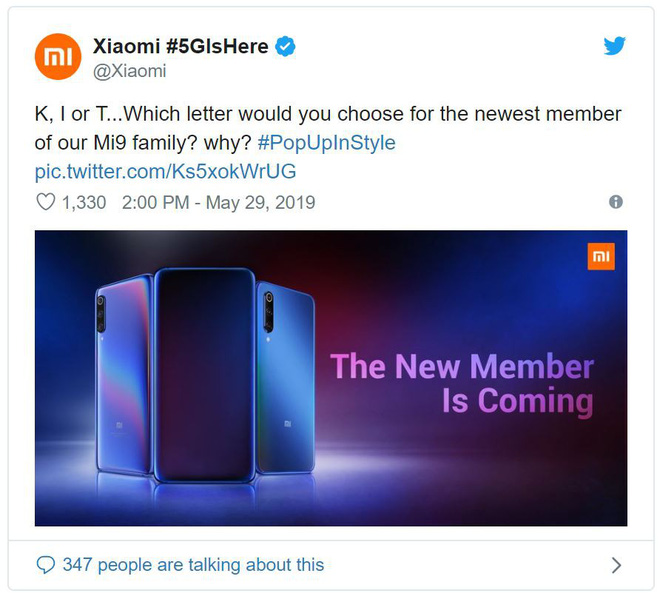 Xiaomi #5GIsHere
@Xiaomi
K, I or T...Which letter would you choose for the newest member
of our Mi9 family? why? #PopUpInStyle
pic.twitter.com/Ks5xokWrUG
1,330 2:00 PM - May 29, 2019
The New Member
Is Coming
347 people are talking about this